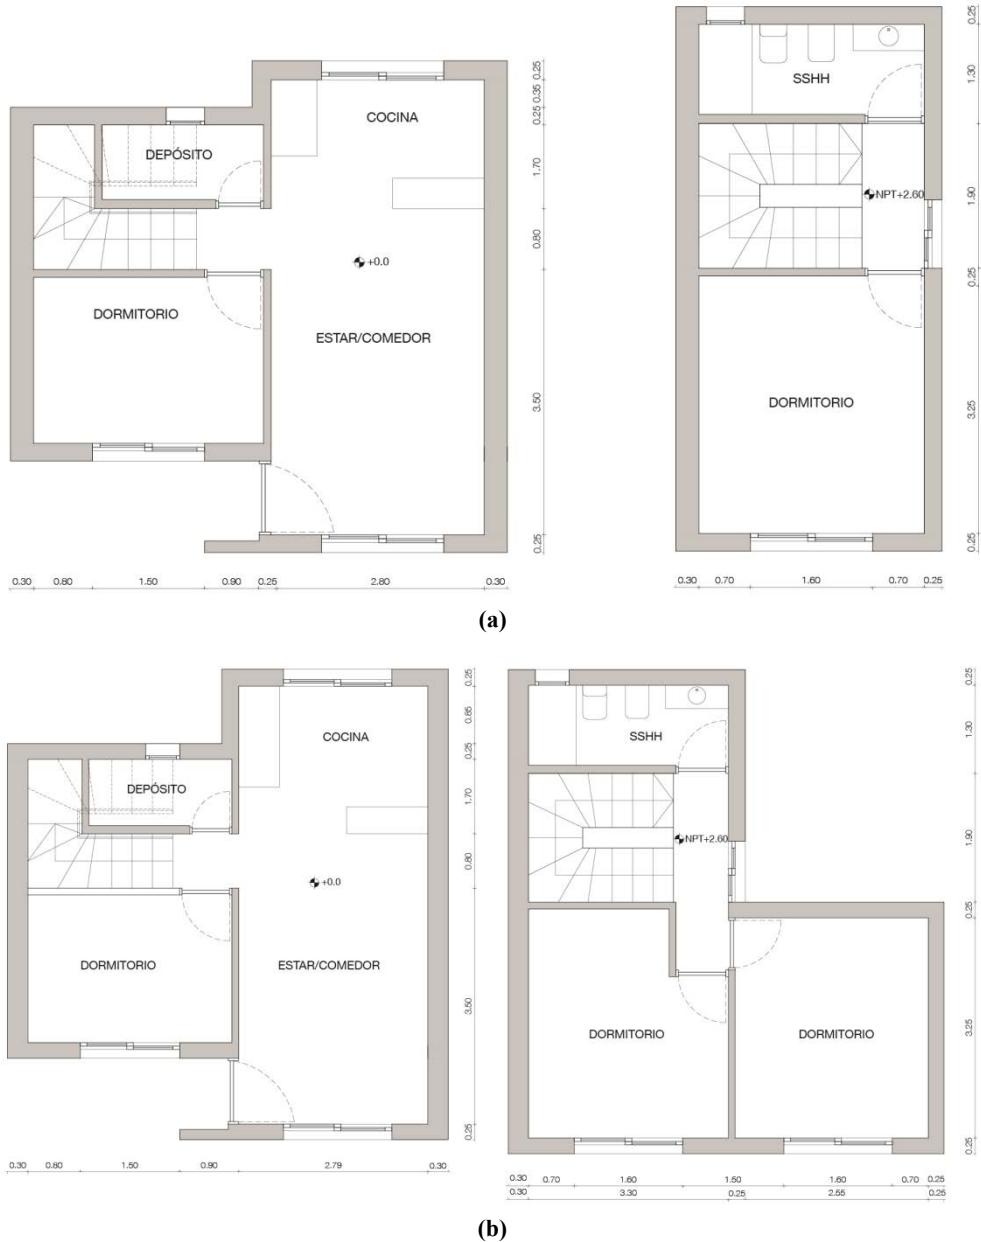 COCINA
DEPÓSITO
+0.0
DORMITORIO
ESTAR/COMEDOR
0.25
0.35
0.25
1.70
0.80
3.50
0.25
0.30 0.80 1.50 0.90 0.25 2.80 0.30
SSHH
NPT+2.60
DORMITORIO
0.25
1.30
1.90
0.25
3.25
0.25
0.30 0.70 1.60 0.70 0.25
(a)
COCINA
DEPÓSITO
+0.0
DORMITORIO
ESTAR/COMEDOR
0.25
0.85
0.25
1.70
0.80
3.50
0.25
0.30 0.80 1.50 0.90 2.79 0.30
SSHH
NPT+2.60
DORMITORIO
DORMITORIO
0.25
1.30
1.90
0.25
3.25
0.25
0.30 0.70 1.60 1.50 1.60 0.70 0.25
0.30 3.30 0.25 2.55 0.25
(b)